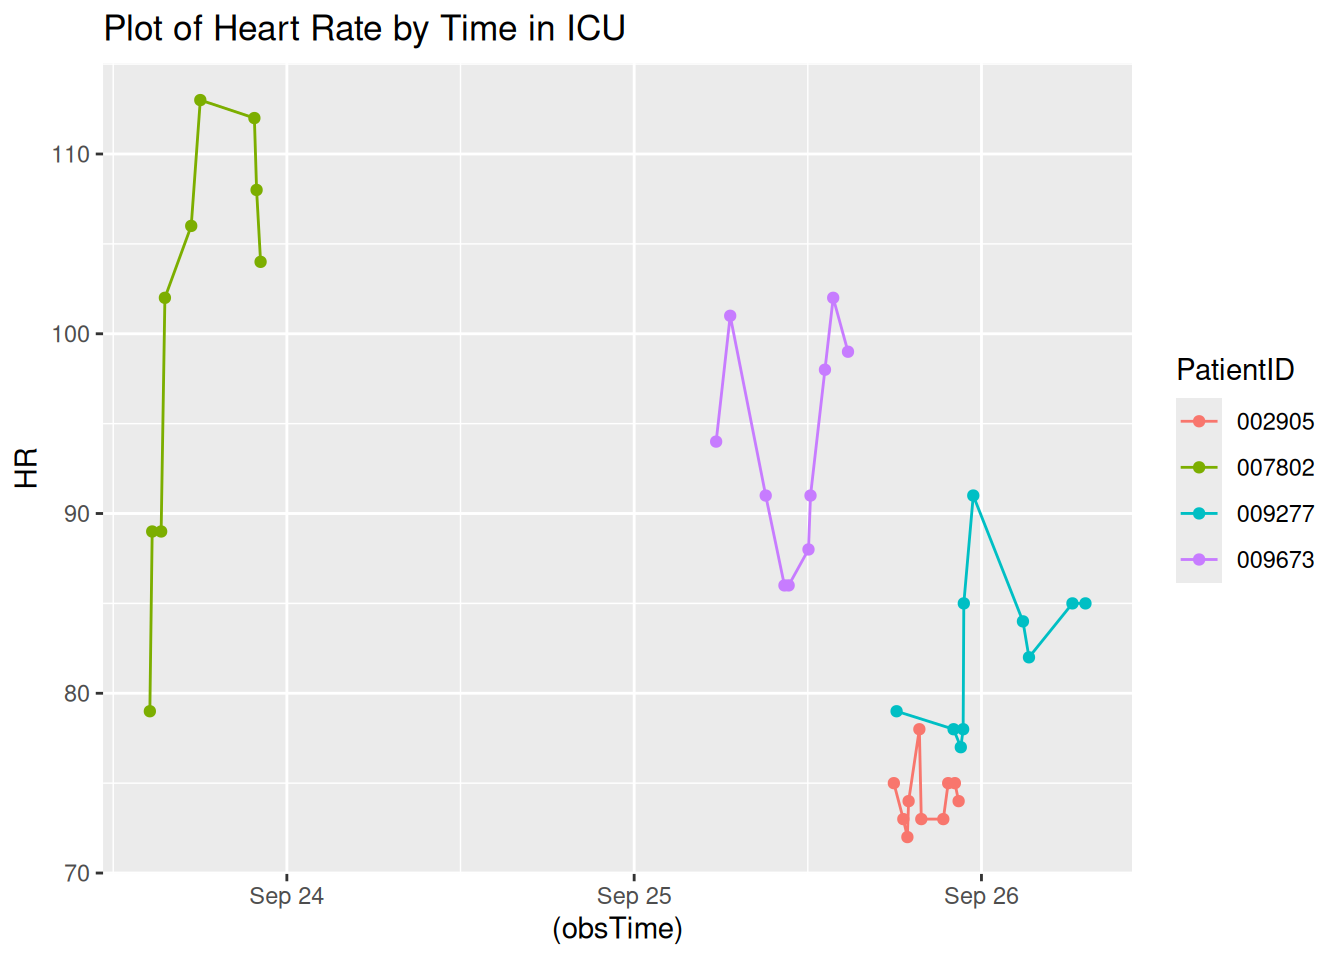 Plot of Heart Rate by Time in ICU
HR
110
100
90
80
70
Sep 24
Sep 25
Sep 26
(obsTime)
PatientID
002905
007802
009277
009673